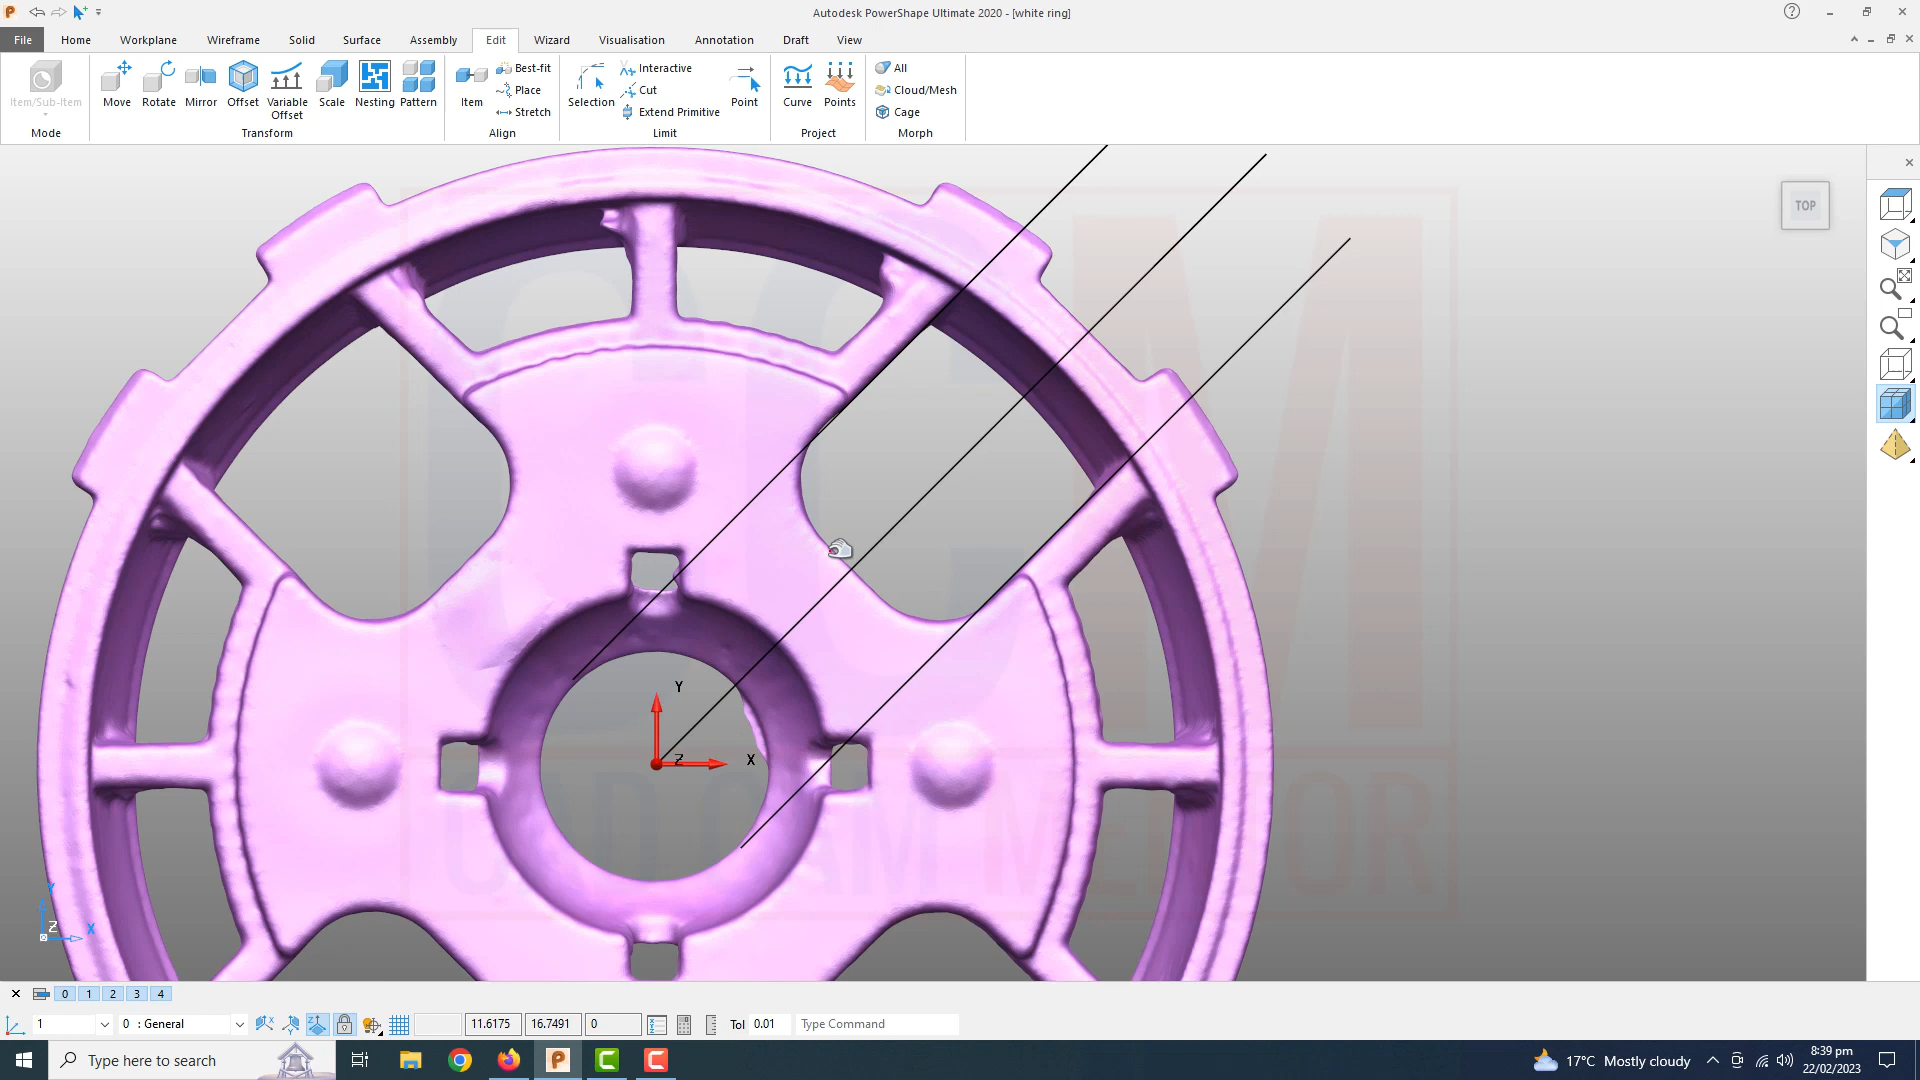 Autodesk PowerShape Ultimate 2020 - [white ring]
File Home Workplane Wireframe Solid Surface Assembly Edit Wizard Visualisation Annotation Draft View
Item/Sub-Item
Mode
Move Rotate Mirror Offset Variable Offset Scale Nesting Pattern
Transform
Item Best-fit Place Stretch
Align
Selection Interactive Cut Extend Primitive Point
Limit
Curve Points
Project
All Cloud/Mesh Cage
Morph
TOP
Y
Z X
CAD CAM MENTOR
Y
Z X
0 1 2 3 4
1 0 : General 11.6175 16.7491 0 Tol 0.01 Type Command
Type here to search
17°C Mostly cloudy
8:39 pm
22/02/2023